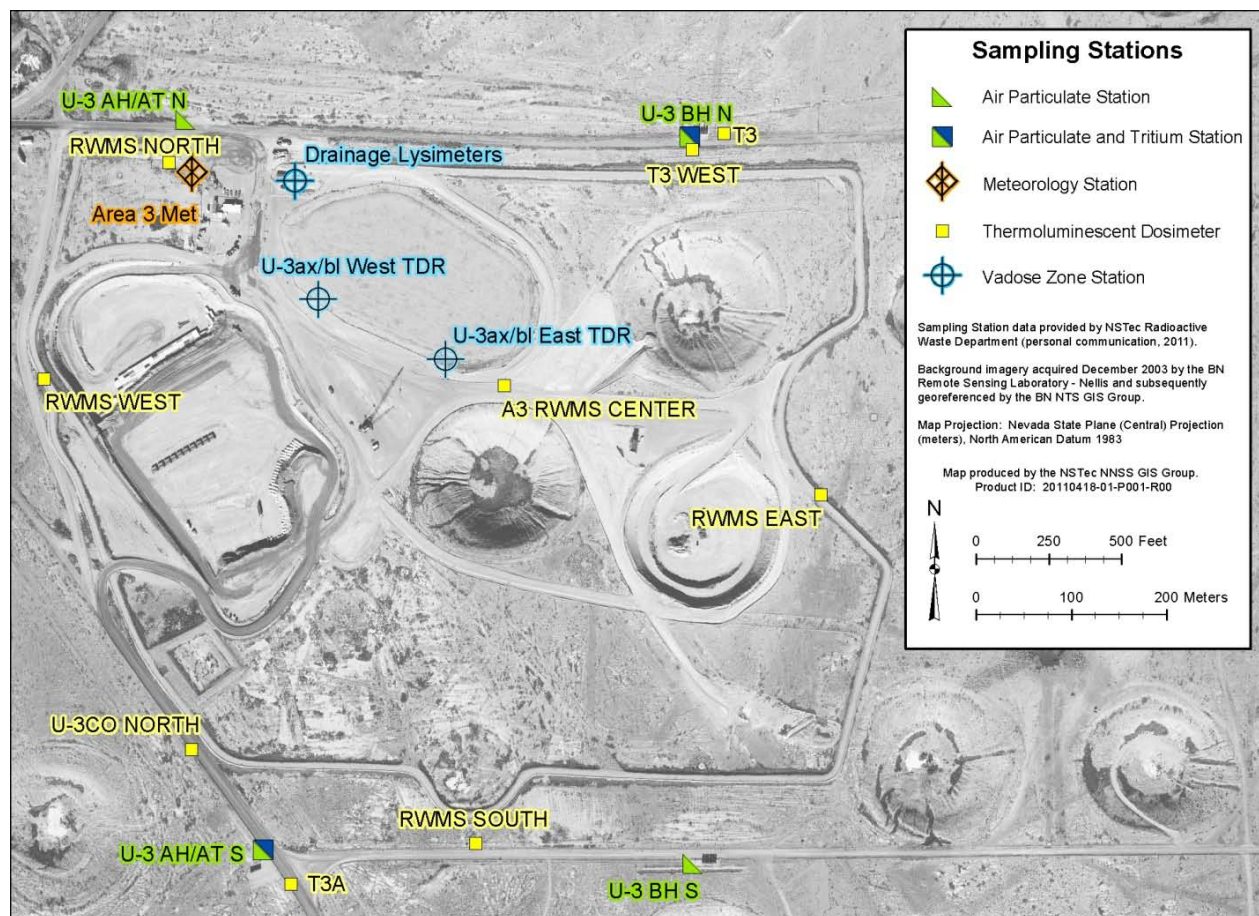 U-3 AH/AT N
RWMS NORTH
Area 3 Met
Drainage Lysimeters
U-3 BH N
T3
T3 WEST
U-3ax/bl West TDR
U-3ax/bl East TDR
RWMS WEST
A3 RWMS CENTER
RWMS EAST
U-3CO NORTH
RWMS SOUTH
U-3 AH/AT S
T3A
U-3 BH S
Sampling Stations
Air Particulate Station
Air Particulate and Tritium Station
Meteorology Station
Thermoluminescent Dosimeter
Vadose Zone Station
Sampling Station data provided by NSTec Radioactive
Waste Department (personal communication, 2011).
Background imagery acquired December 2003 by the BN
Remote Sensing Laboratory - Nellis and subsequently
georeferenced by the BN NTS GIS Group.
Map Projection: Nevada State Plane (Central) Projection
(meters), North American Datum 1983
Map produced by the NSTec NNSS GIS Group.
Product ID: 20110418-01-P001-R00
N
0 250 500 Feet
0 100 200 Meters